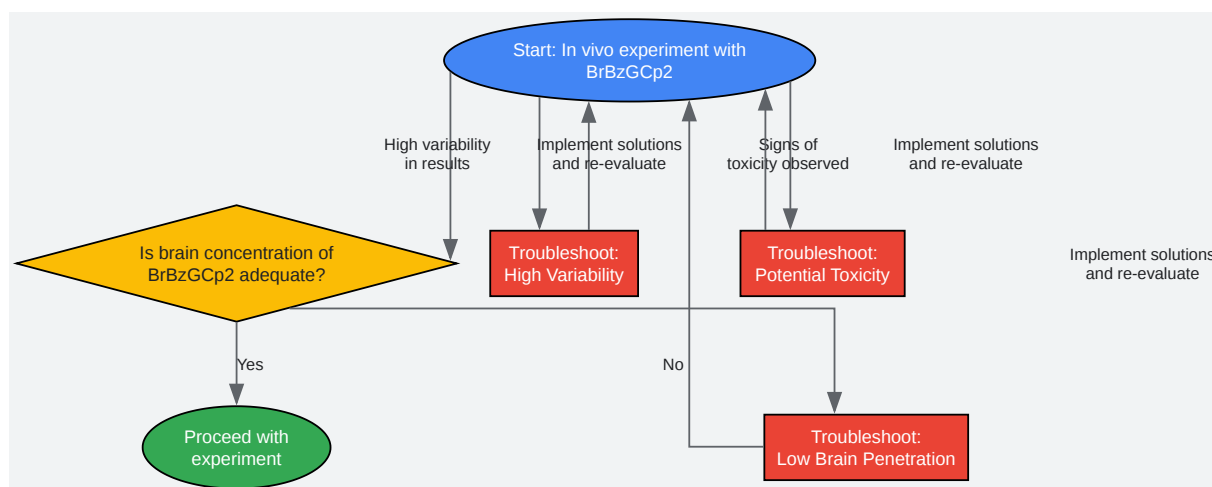 Start: In vivo experiment with
BrBzGCp2
High variability
in results
Implement solutions
and re-evaluate
Signs of
toxicity observed
Implement solutions
and re-evaluate
Is brain concentration of
BrBzGCp2 adequate?
Troubleshoot:
High Variability
Troubleshoot:
Potential Toxicity
Implement solutions
and re-evaluate
Yes
No
Proceed with
experiment
Troubleshoot:
Low Brain Penetration